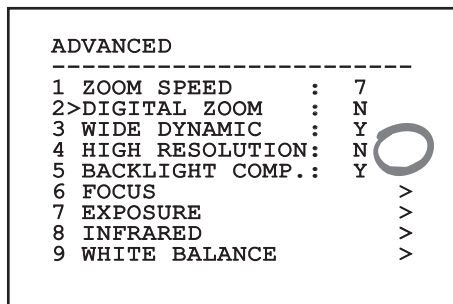 ADVANCED
-------------------------
1 ZOOM SPEED    :  7
2>DIGITAL ZOOM  :  N
3 WIDE DYNAMIC  :  Y
4 HIGH RESOLUTION:  N
5 BACKLIGHT COMP.:  Y
6 FOCUS              >
7 EXPOSURE           >
8 INFRARED           >
9 WHITE BALANCE      >